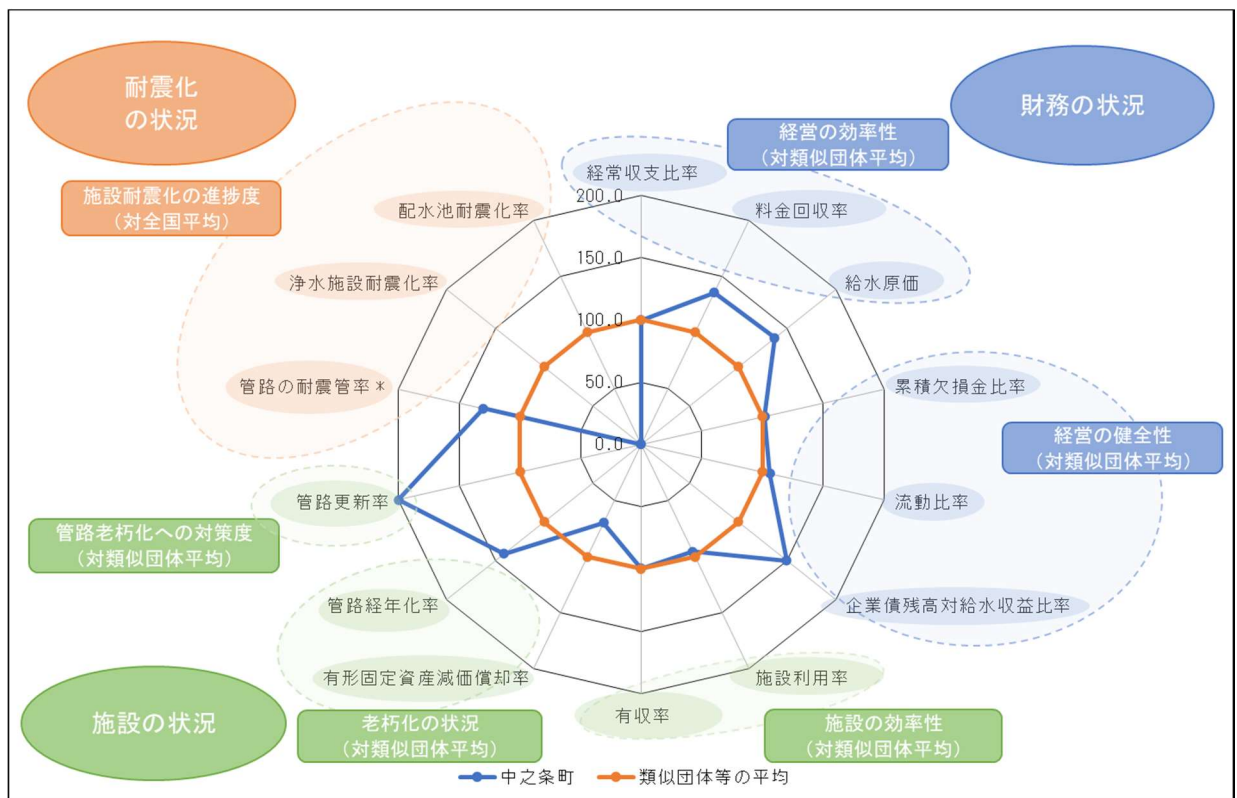 耐震化
の状況
財務の状況
経営の効率性
(対類似団体平均)
経常収支比率
施設耐震化の進捗度
(対全国平均)
200.0
配水池耐震化率
料金回収率
150.0
浄水施設耐震化率
給水原価
100.0
管路の耐震管率*
累積欠損金比率
50.0
経営の健全性
(対類似団体平均)
0.0
管路更新率
流動比率
管路老朽化への対策度
(対類似団体平均)
管路経年化率
企業債残高対給水収益比率
有形固定資産減価償却率
施設利用率
有収率
施設の状況
老朽化の状況
(対類似団体平均)
施設の効率性
(対類似団体平均)
中之条町
類似団体等の平均